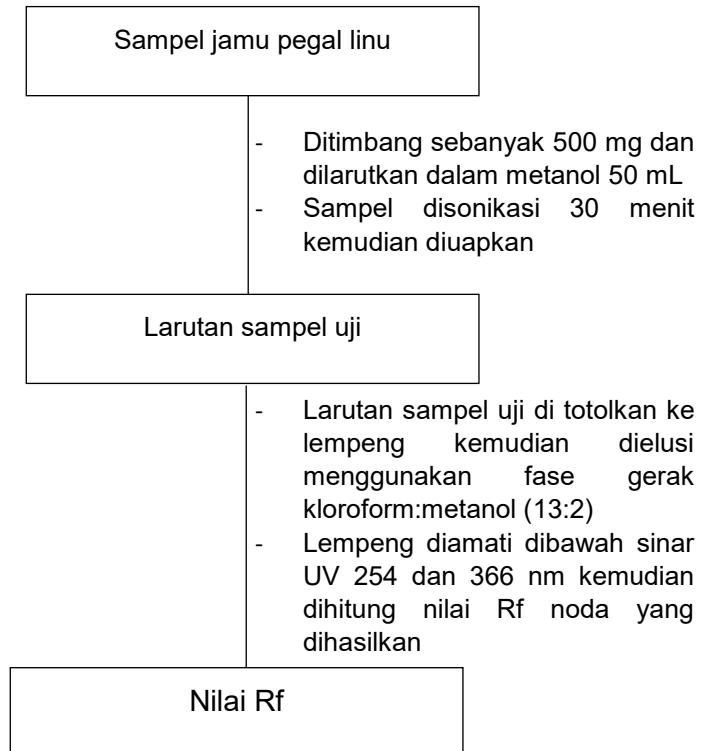 Sampel jamu pegal linu
- Ditimbang sebanyak 500 mg dan
dilarutkan dalam metanol 50 mL
- Sampel disonikasi 30 menit
kemudian diuapkan
Larutan sampel uji
- Larutan sampel uji di totolkan ke
lempeng kemudian dielusi
menggunakan fase gerak
kloroform:metanol (13:2)
- Lempeng diamati dibawah sinar
UV 254 dan 366 nm kemudian
dihitung nilai Rf noda yang
dihasilkan
Nilai Rf